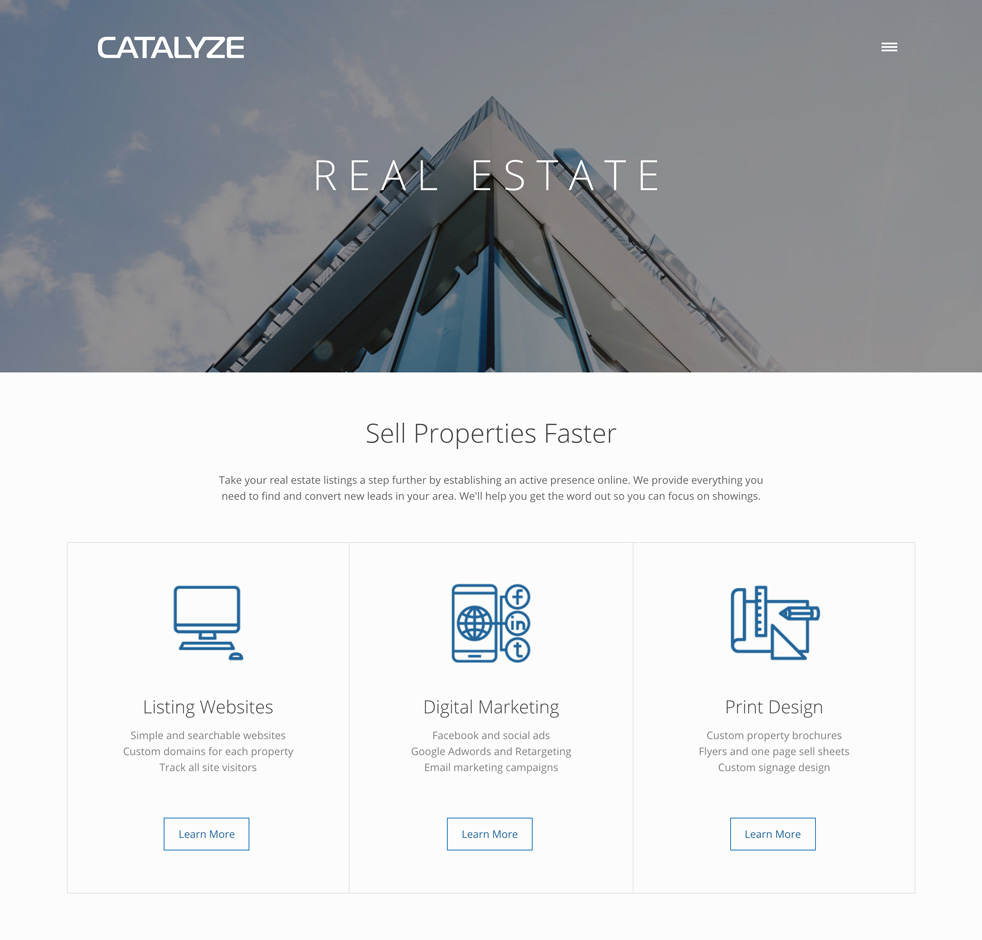 CATALYZE
REAL ESTATE
Sell Properties Faster
Take your real estate listings a step further by establishing an active presence online. We provide everything you
need to find and convert new leads in your area. We'll help you get the word out so you can focus on showings.
f
in
t
Listing Websites
Simple and searchable websites
Custom domains for each property
Track all site visitors
Learn More
Digital Marketing
Facebook and social ads
Google Adwords and Retargeting
Email marketing campaigns
Learn More
Print Design
Custom property brochures
Flyers and one page sell sheets
Custom signage design
Learn More